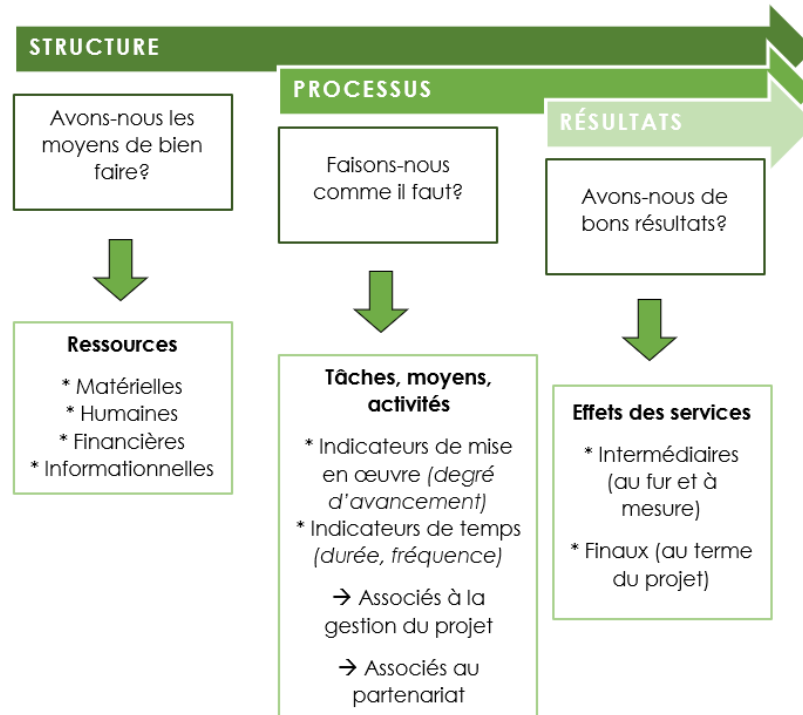 STRUCTURE
Avons-nous les
moyens de bien
faire?
Ressources
* Matérielles
* Humaines
* Financières
* Informationnelles
PROCESSUS
Faisons-nous
comme il faut?
Tâches, moyens,
activités
* Indicateurs de mise
en œuvre (degré
d'avancement)
* Indicateurs de temps
(durée, fréquence)
→ Associés à la
gestion du projet
→ Associés au
partenariat
RÉSULTATS
Avons-nous de
bons résultats?
Effets des services
* Intermédiaires
(au fur et à
mesure)
* Finaux (au terme
du projet)